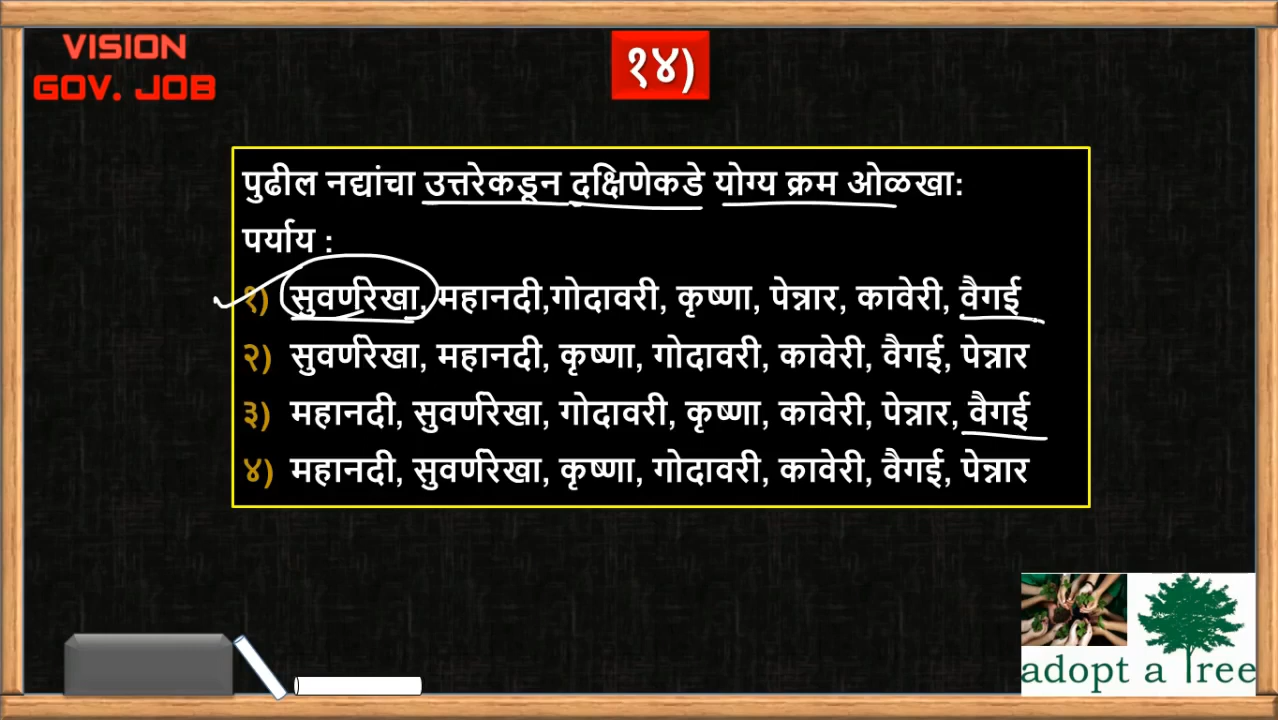 VISION
GOV. JOB
१४)
पुढील नद्यांचा उत्तरेकडून दक्षिणेकडे योग्य क्रम ओळखा:
पर्याय :
१) सुवर्णरेखा, महानदी,गोदावरी, कृष्णा, पेन्नार, कावेरी, वैगई
२) सुवर्णरेखा, महानदी, कृष्णा, गोदावरी, कावेरी, वैगई, पेन्नार
३) महानदी, सुवर्णरेखा, गोदावरी, कृष्णा, कावेरी, पेन्नार, वैगई
४) महानदी, सुवर्णरेखा, कृष्णा, गोदावरी, कावेरी, वैगई, पेन्नार
adopt a Tree